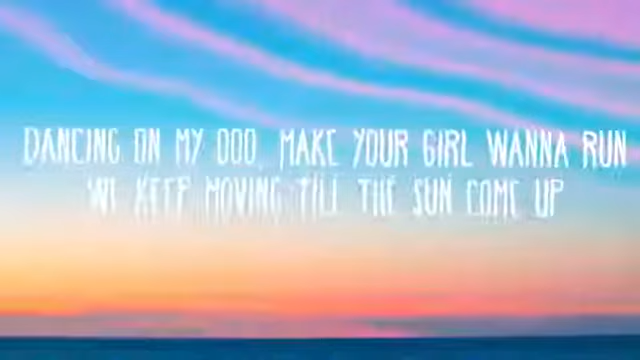 DANCING ON MY OOO, MAKE YOUR GIRL WANNA RUN
WE KEEP MOVING TILL THE SUN COME UP